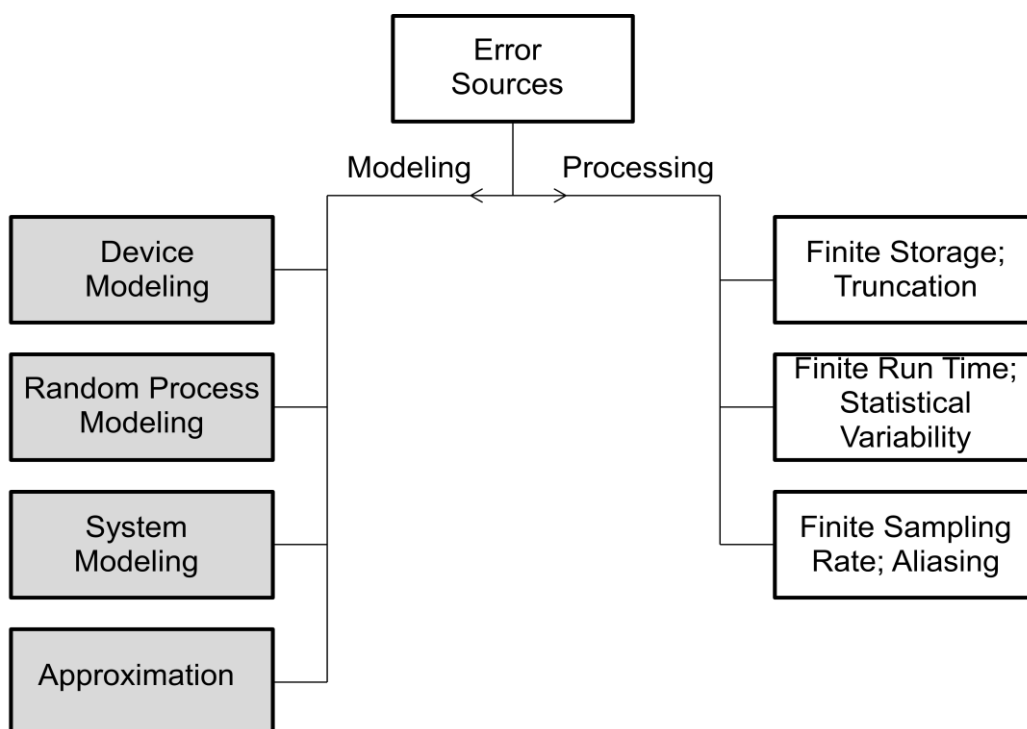 Error
Sources
Modeling
Processing
Device
Modeling
Random Process
Modeling
System
Modeling
Approximation
Finite Storage;
Truncation
Finite Run Time;
Statistical
Variability
Finite Sampling
Rate; Aliasing